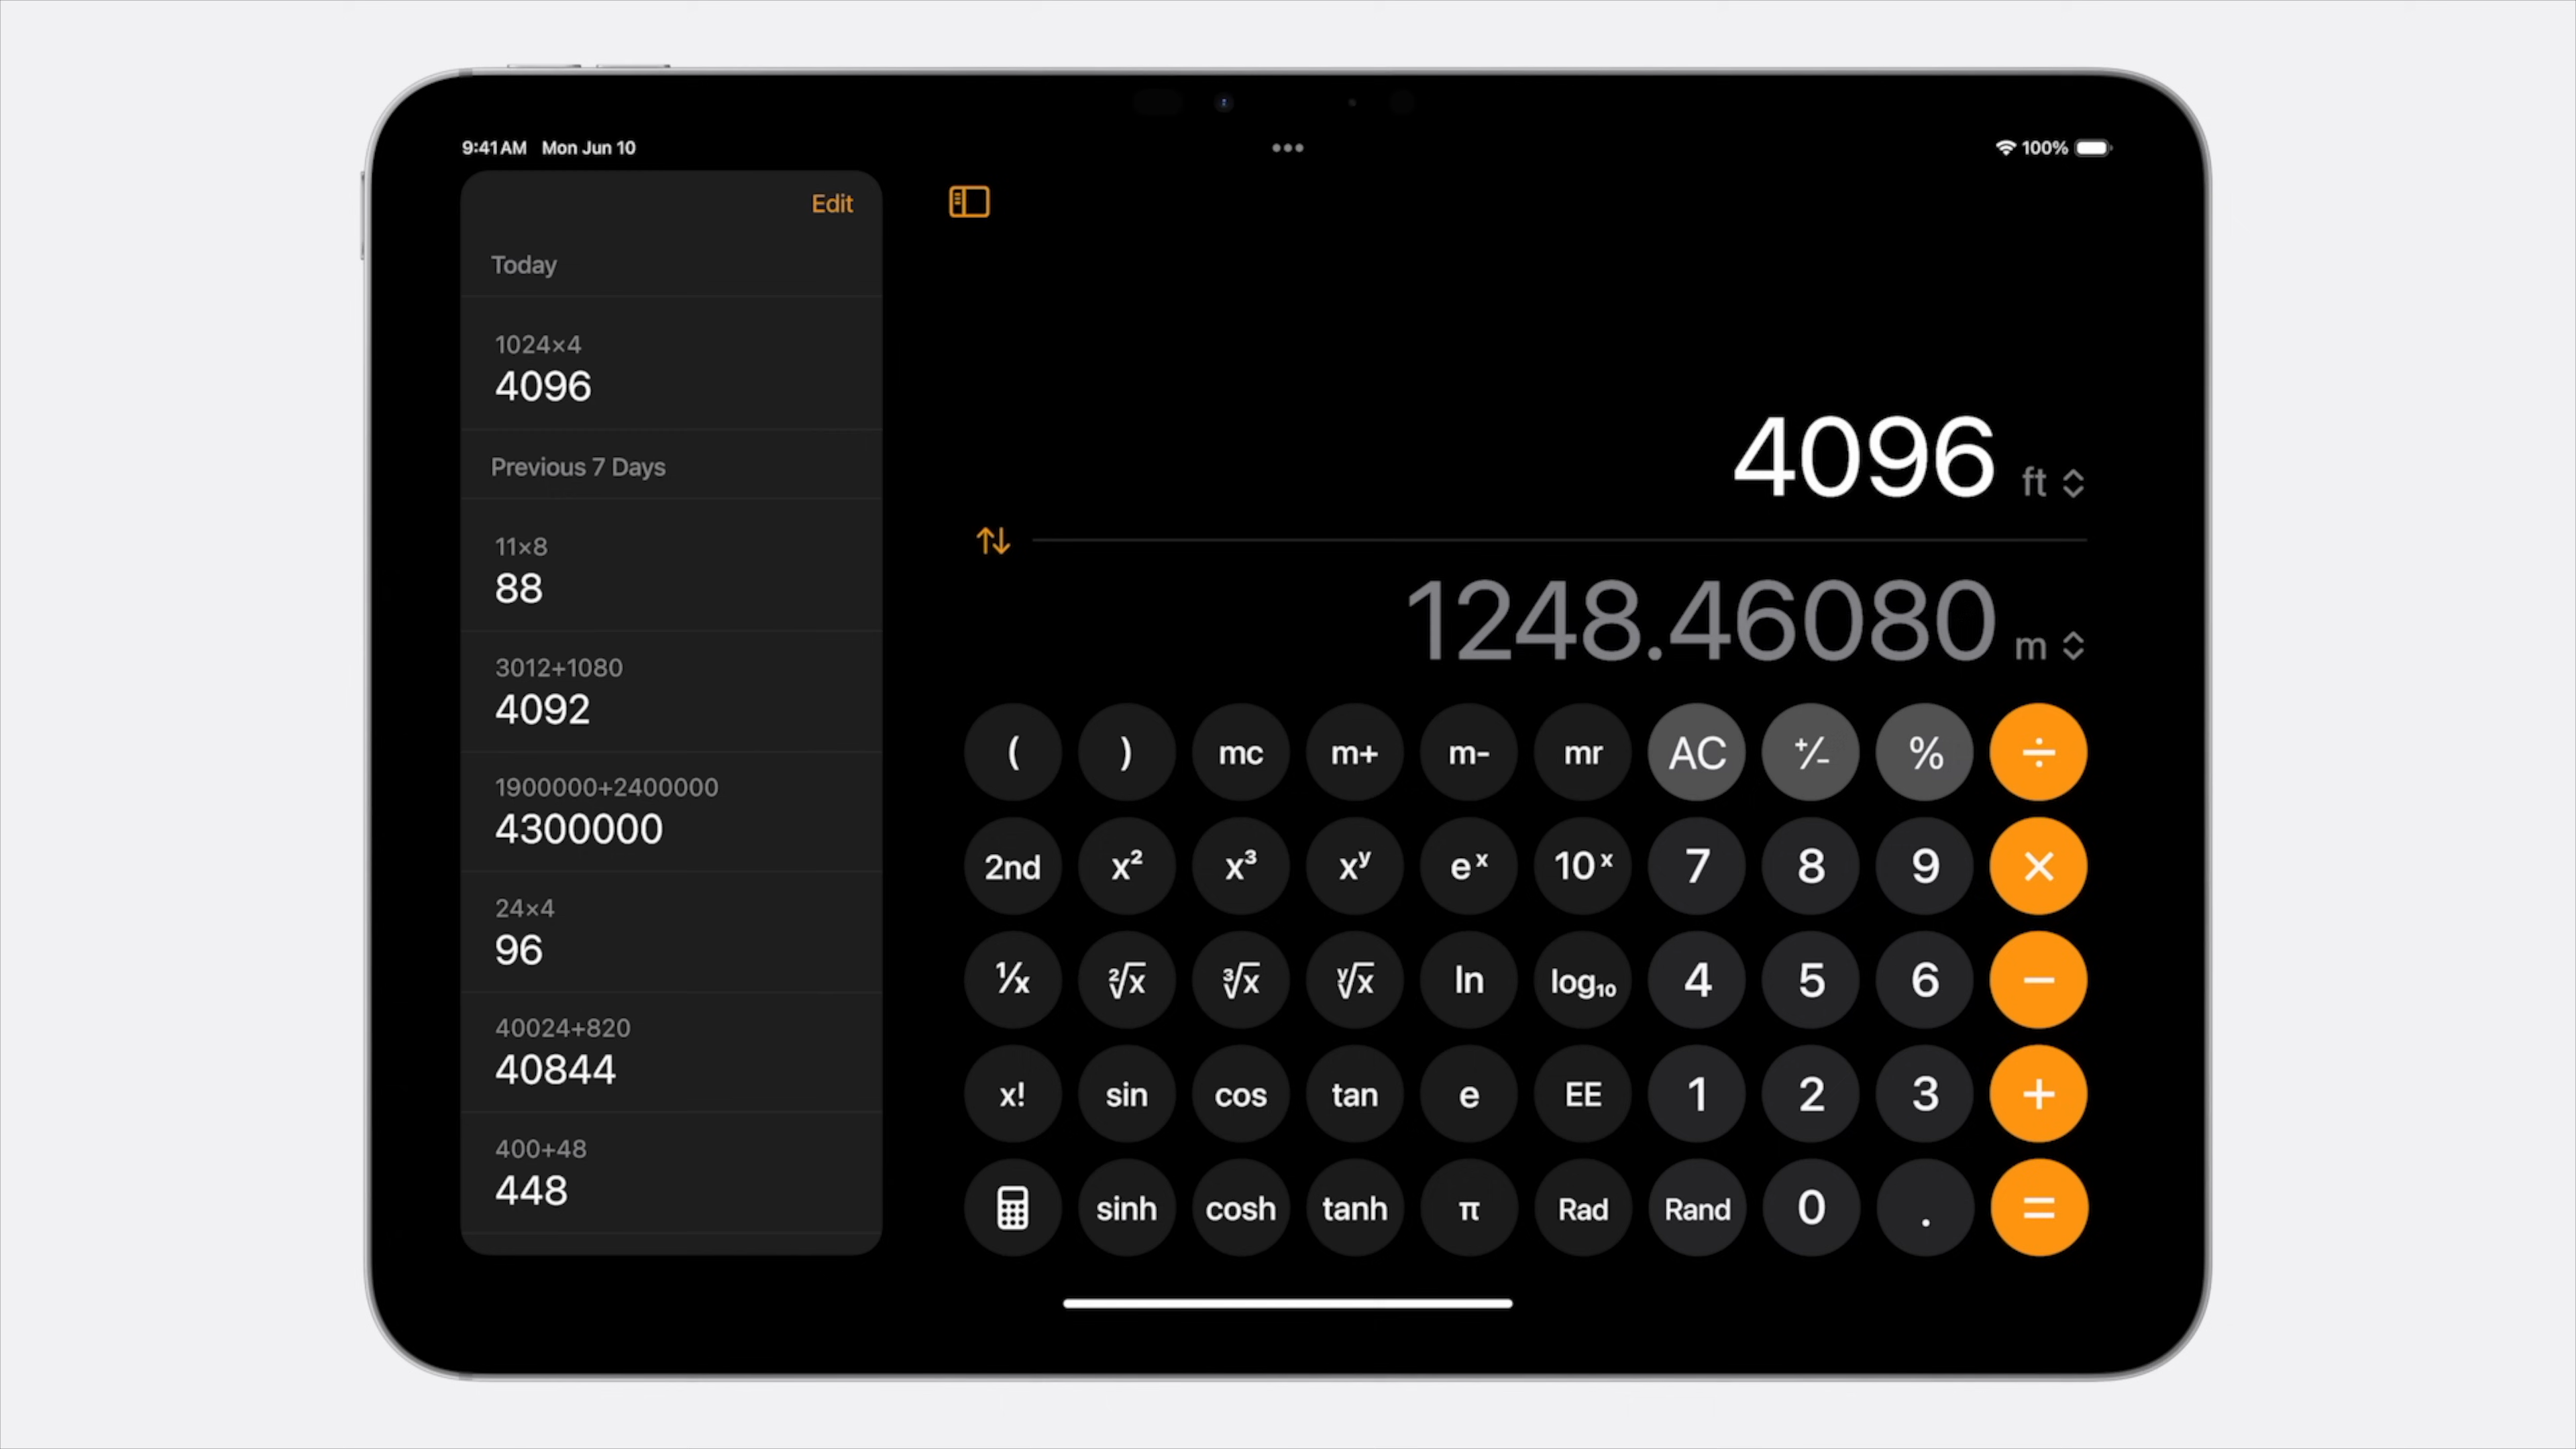 9:41 AM Mon Jun 10
100%
Edit
Today
1024×4
4096
Previous 7 Days
11×8
88
3012+1080
4092
1900000+2400000
4300000
24×4
96
40024+820
40844
400+48
448
4096 ft
1248.46080 m
( ) mc m+ m- mr AC +/- % ÷
2nd x² x³ xʸ eˣ 10ˣ 7 8 9 ×
1/x ²√x ³√x ʸ√x ln log₁₀ 4 5 6 −
x! sin cos tan e EE 1 2 3 +
sinh cosh tanh π Rad Rand 0 . =